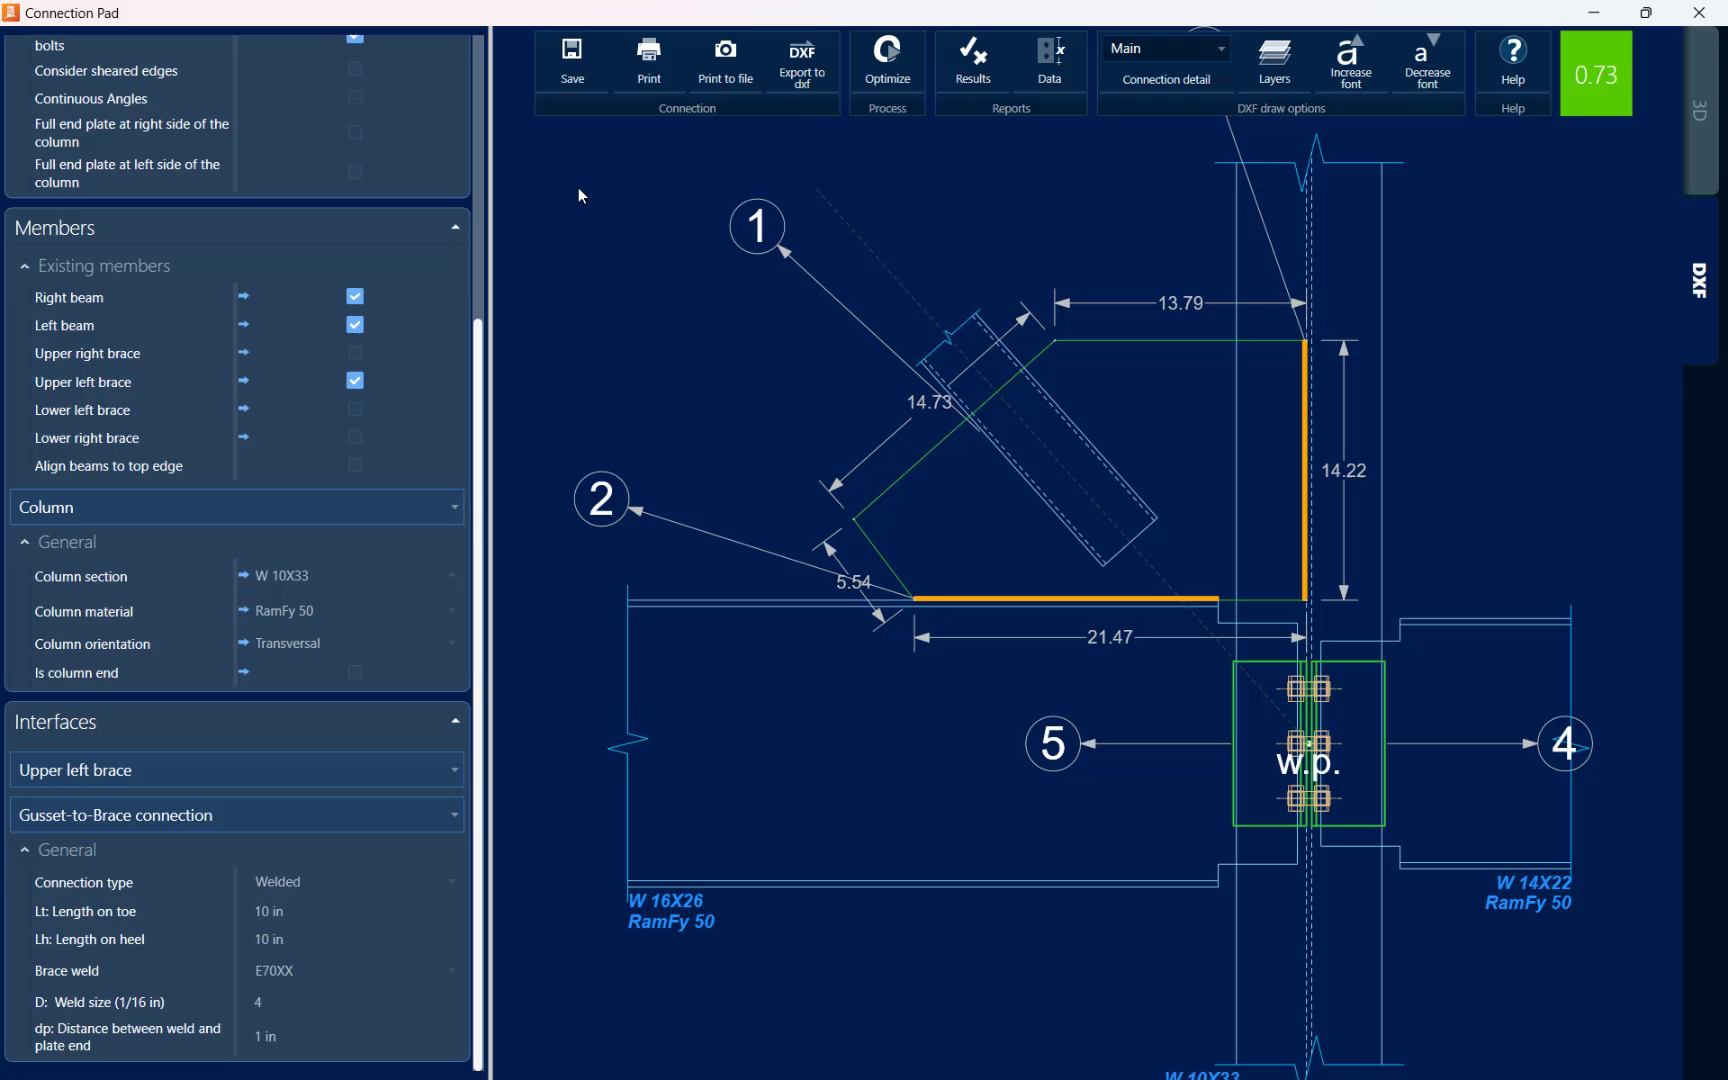 Connection Pad
bolts
Consider sheared edges
Continuous Angles
Full end plate at right side of the
column
Full end plate at left side of the
column
Members
Existing members
Right beam
Left beam
Upper right brace
Upper left brace
Lower left brace
Lower right brace
Align beams to top edge
Column
General
Column section
W 10X33
Column material
RamFy 50
Column orientation
Transversal
Is column end
Interfaces
Upper left brace
Gusset-to-Brace connection
General
Connection type
Welded
Lt: Length on toe
10 in
Lh: Length on heel
10 in
Brace weld
E70XX
D: Weld size (1/16 in)
4
dp: Distance between weld and
plate end
1 in
Save
Print
Print to file
DXF
Export to
dxf
Connection
Optimize
Process
Results
x
Data
Reports
Main
Connection detail
Layers
a
Increase
font
a
Decrease
font
DXF draw options
?
Help
Help
0.73
3D
DXF
1
13.79
14.73
14.22
2
5.54
21.47
5
4
w.p.
W 16X26
RamFy 50
W 14X22
RamFy 50
W 10X33